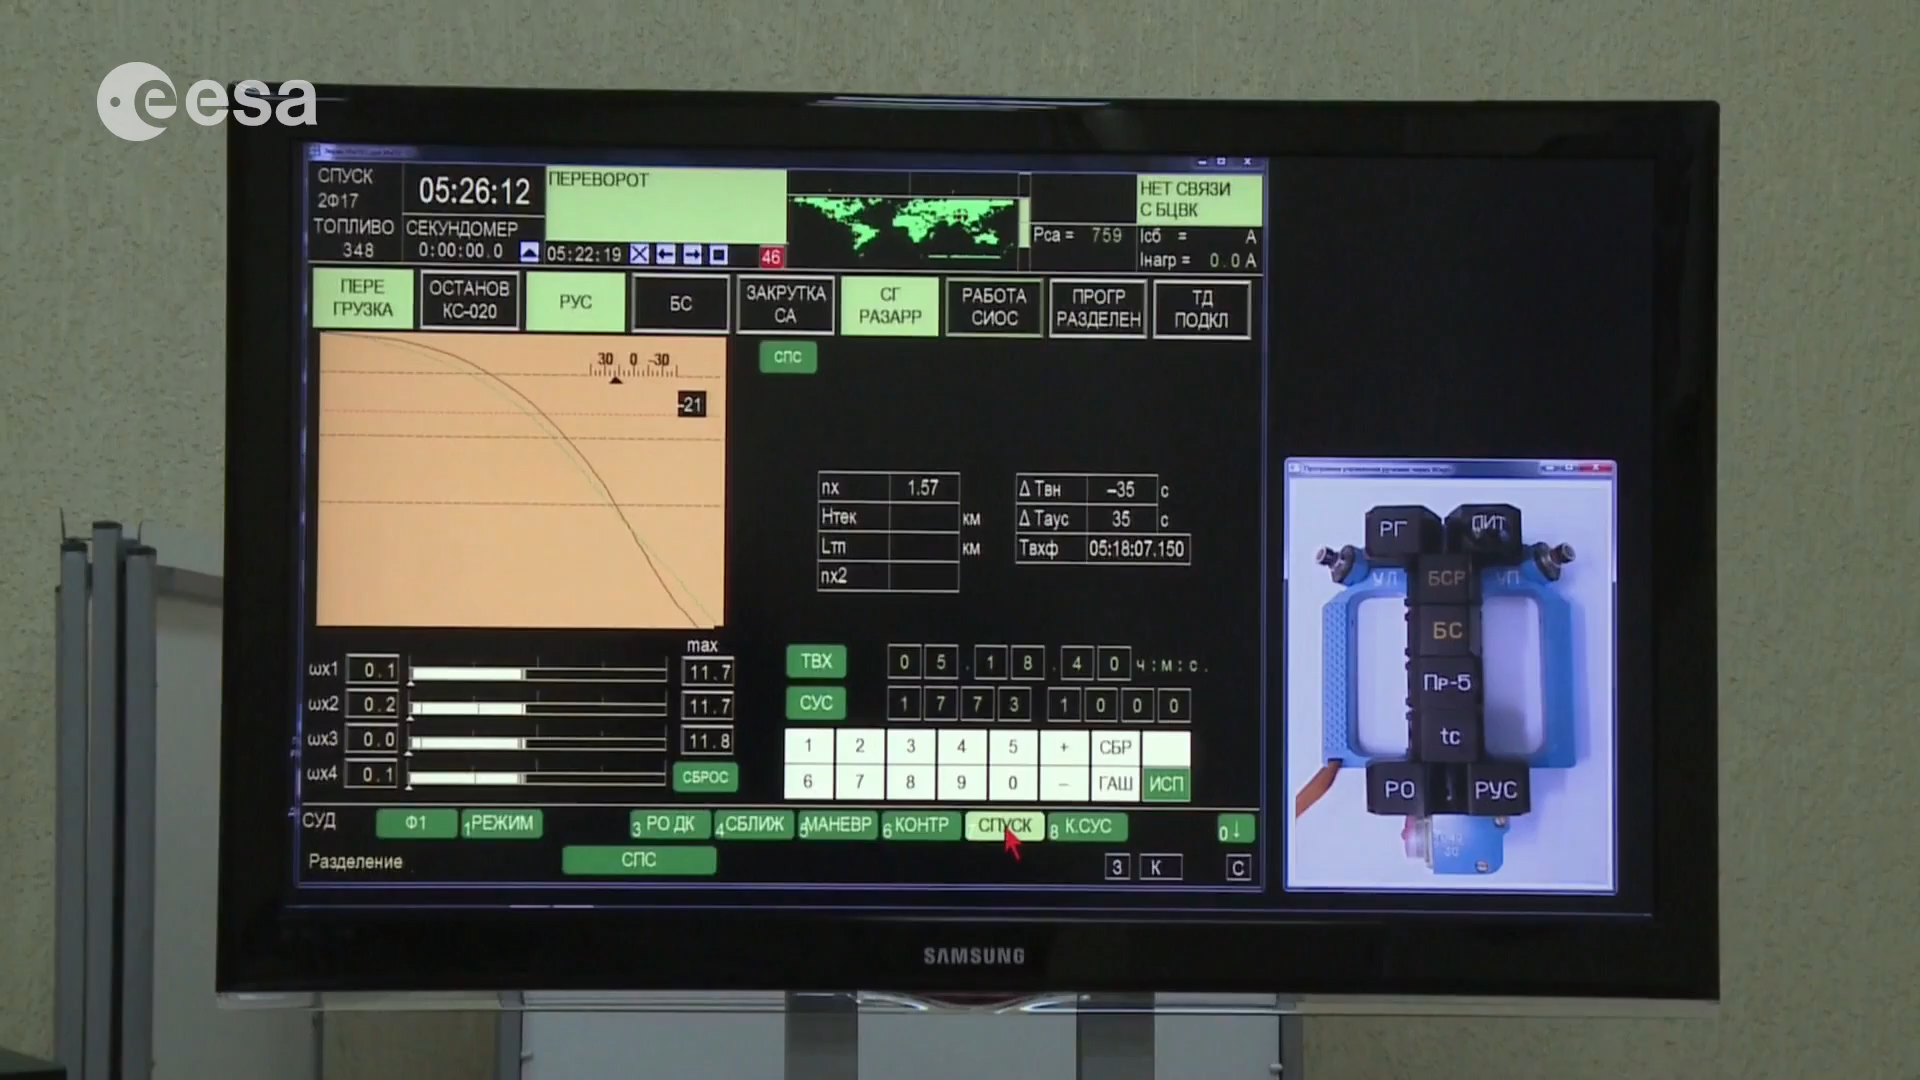 esa
СПУСК
2Ф17
05:26:12
ПЕРЕВОРОТ
НЕТ СВЯЗИ
С БЦВК
ТОПЛИВО
348
СЕКУНДОМЕР
0:00:00.0
05:22:19
46
Pca = 759
Iсб = А
Iнагр = 0.0 А
ПЕРЕ
ГРУЗКА
ОСТАНОВ
КС-020
РУС
БС
ЗАКРУТКА
СА
СГ
РАЗАРР
РАБОТА
СИОС
ПРОГР
РАЗДЕЛЕН
ТД
ПОДКЛ
30 0 -30
-21
СПС
nx 1.57
Нтек км
Lтп км
nx2
Δ Твн -35 с
Δ Таус 35 с
Твхф 05:18:07.150
max
ωx1 0.1 11.7
ωx2 0.2 11.7
ωx3 0.0 11.8
ωx4 0.1 СБРОС
ТВХ 0 5 . 1 8 . 4 0 ч:м:с.
СУС 1 7 7 3 1 0 0 0
1 2 3 4 5 + СБР
6 7 8 9 0 – ГАШ ИСП
СУД Ф1 1 РЕЖИМ 3 РО ДК 4 СБЛИЖ 5 МАНЕВР 6 КОНТР 7 СПУСК 8 К.СУС 0↓
Разделение СПС З К С
РГ ПИТ
УЛ БСР УП
БС
Пр-5
tc
РО РУС
SAMSUNG